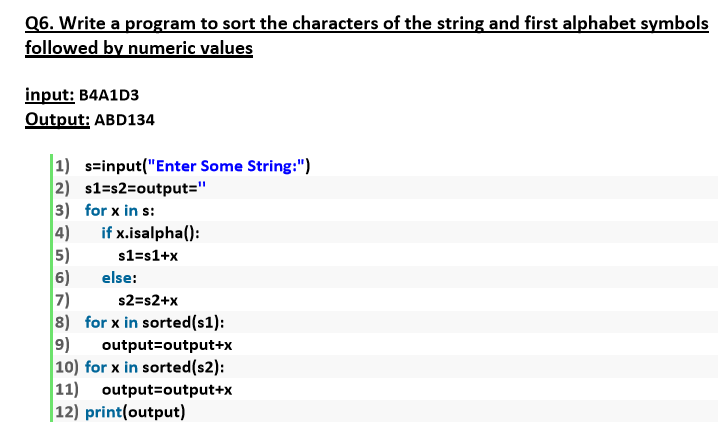 Q6. Write a program to sort the characters of the string and first alphabet symbols
followed by numeric values
input: B4A1D3
Output: ABD134
1) s=input("Enter Some String:")
2) s1=s2=output=''
3) for x in s:
4) if x.isalpha():
5) s1=s1+x
6) else:
7) s2=s2+x
8) for x in sorted(s1):
9) output=output+x
10) for x in sorted(s2):
11) output=output+x
12) print(output)